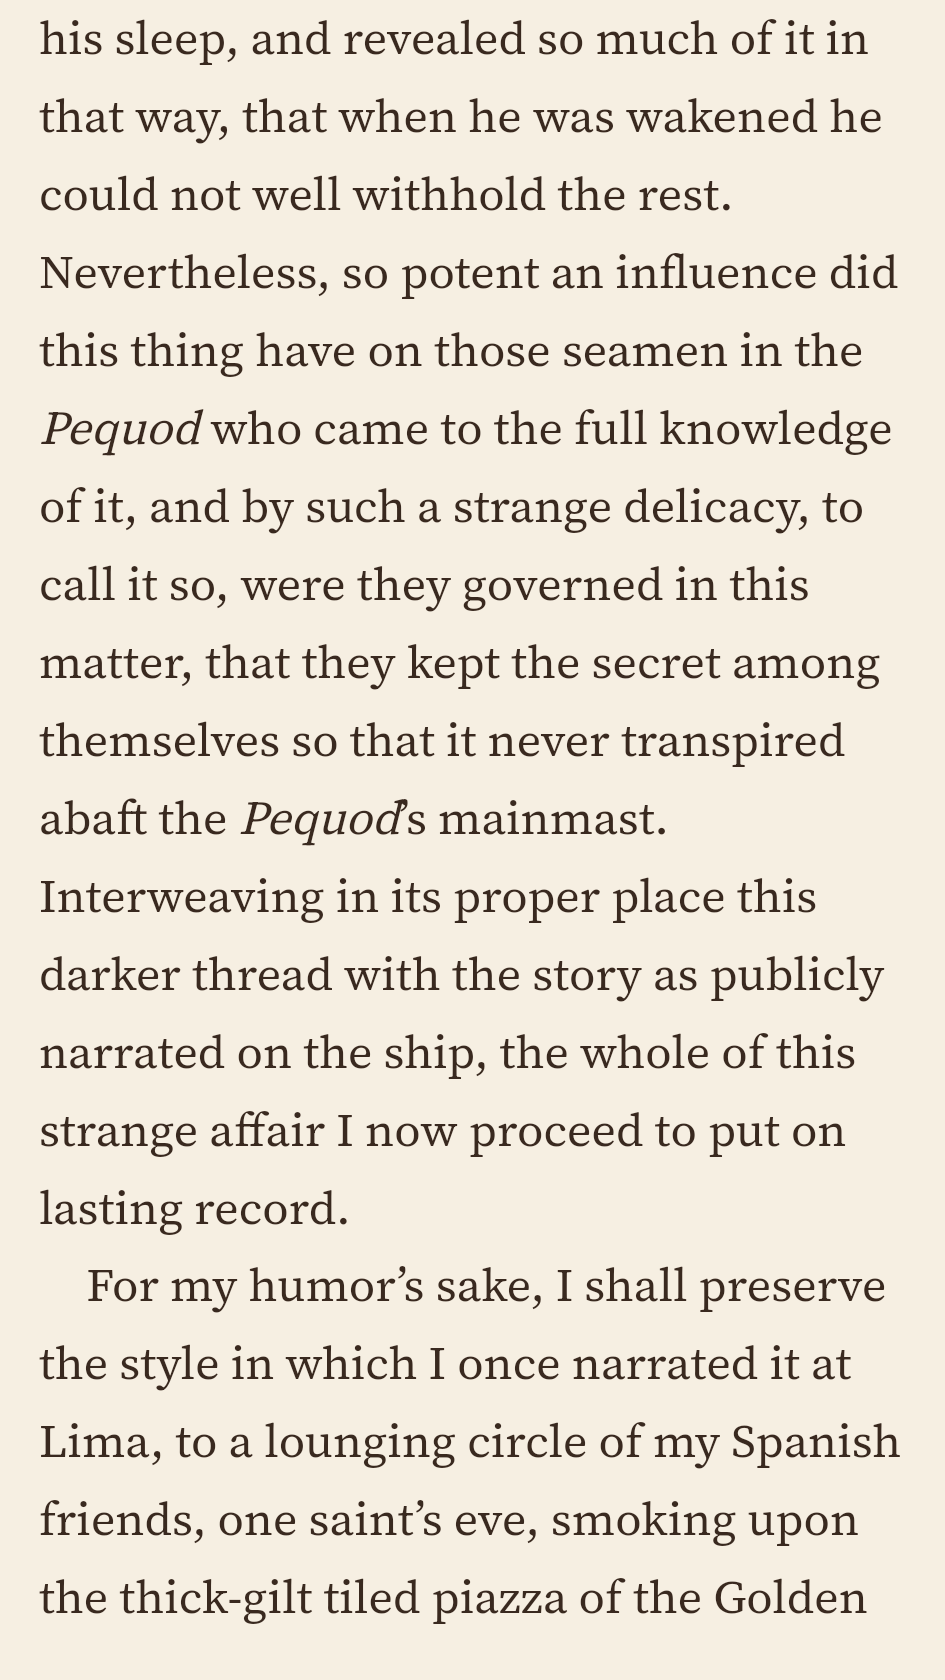 his sleep, and revealed so much of it in
that way, that when he was wakened he
could not well withhold the rest.
Nevertheless, so potent an influence did
this thing have on those seamen in the
Pequod who came to the full knowledge
of it, and by such a strange delicacy, to
call it so, were they governed in this
matter, that they kept the secret among
themselves so that it never transpired
abaft the Pequod’s mainmast.
Interweaving in its proper place this
darker thread with the story as publicly
narrated on the ship, the whole of this
strange affair I now proceed to put on
lasting record.
For my humor’s sake, I shall preserve
the style in which I once narrated it at
Lima, to a lounging circle of my Spanish
friends, one saint’s eve, smoking upon
the thick-gilt tiled piazza of the Golden